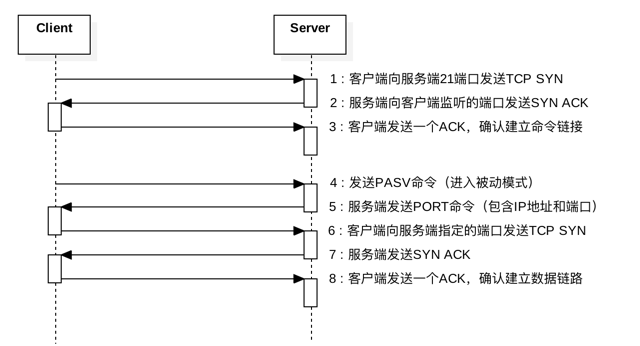 Client
Server
1：客户端向服务端21端口发送TCP SYN
2：服务端向客户端监听的端口发送SYN ACK
3：客户端发送一个ACK，确认建立命令链接
4：发送PASV命令（进入被动模式）
5：服务端发送PORT命令（包含IP地址和端口）
6：客户端向服务端指定的端口发送TCP SYN
7：服务端发送SYN ACK
8：客户端发送一个ACK，确认建立数据链路